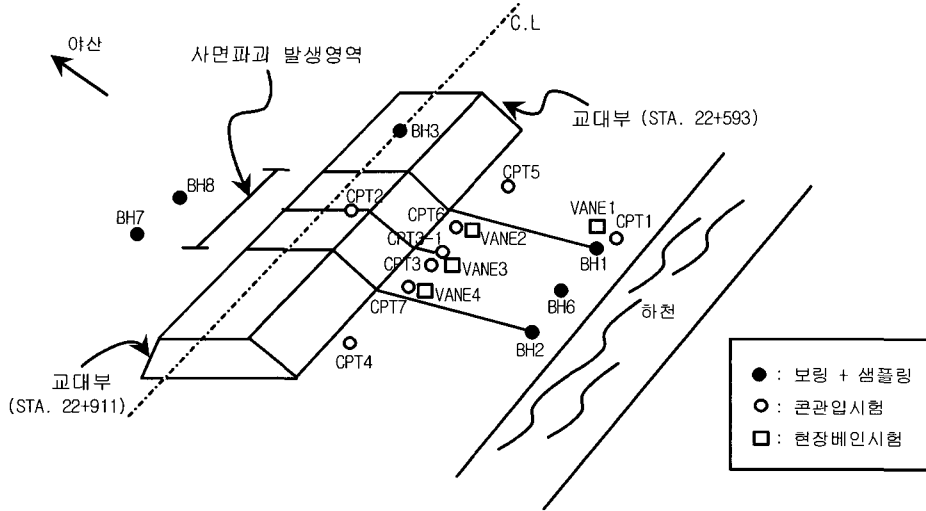 C.L
야산
사면파괴 발생영역
교대부 (STA. 22+593)
BH3
CPT5
BH8
CPT2
BH7
CPT6
VANE2
VANE1
CPT1
CPT3-1
BH1
CPT3
VANE3
CPT7
VANE4
BH6
하천
BH2
CPT4
교대부
(STA. 22+911)
: 보링 + 샘플링
: 콘관입시험
: 현장베인시험